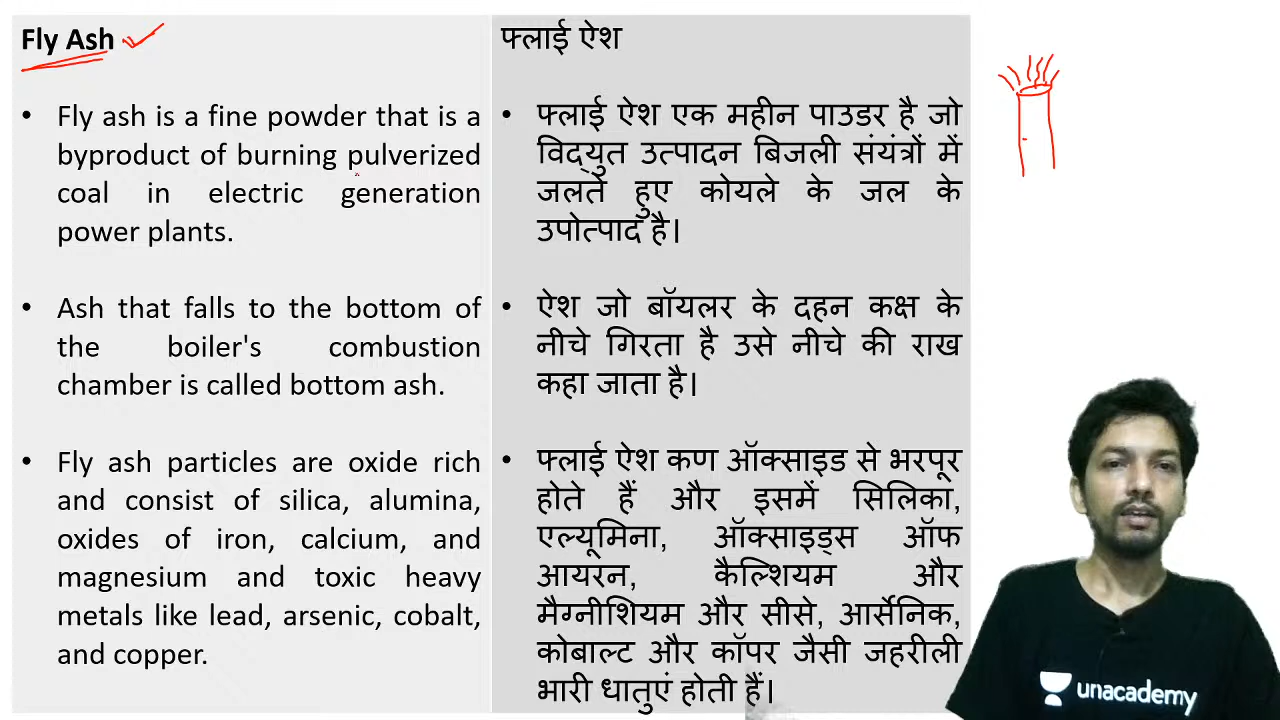 Fly Ash
• Fly ash is a fine powder that is a
byproduct of burning pulverized
coal in electric generation
power plants.
• Ash that falls to the bottom of
the boiler's combustion
chamber is called bottom ash.
• Fly ash particles are oxide rich
and consist of silica, alumina,
oxides of iron, calcium, and
magnesium and toxic heavy
metals like lead, arsenic, cobalt,
and copper.
फ्लाई ऐश
• फ्लाई ऐश एक महीन पाउडर है जो
विद्युत उत्पादन बिजली संयंत्रों में
जलते हुए कोयले के जल के
उपोत्पाद है।
• ऐश जो बॉयलर के दहन कक्ष के
नीचे गिरता है उसे नीचे की राख
कहा जाता है।
• फ्लाई ऐश कण ऑक्साइड से भरपूर
होते हैं और इसमें सिलिका,
एल्यूमिना, ऑक्साइड्स ऑफ
आयरन, कैल्शियम और
मैग्नीशियम और सीसे, आर्सेनिक,
कोबाल्ट और कॉपर जैसी जहरीली
भारी धातुएं होती हैं।
unacademy